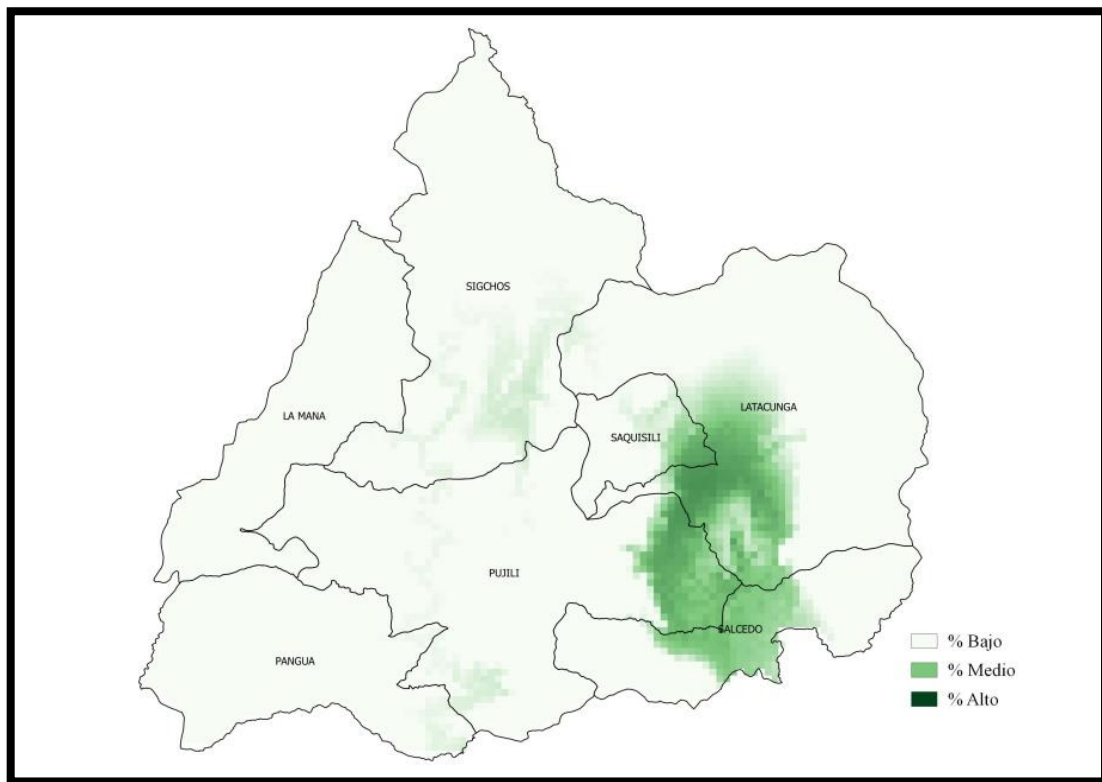 SIGCHOS
LA MANA
LATACUNGA
SAQUISILI
PUJILI
SALCEDO
PANGUA
% Bajo
% Medio
% Alto